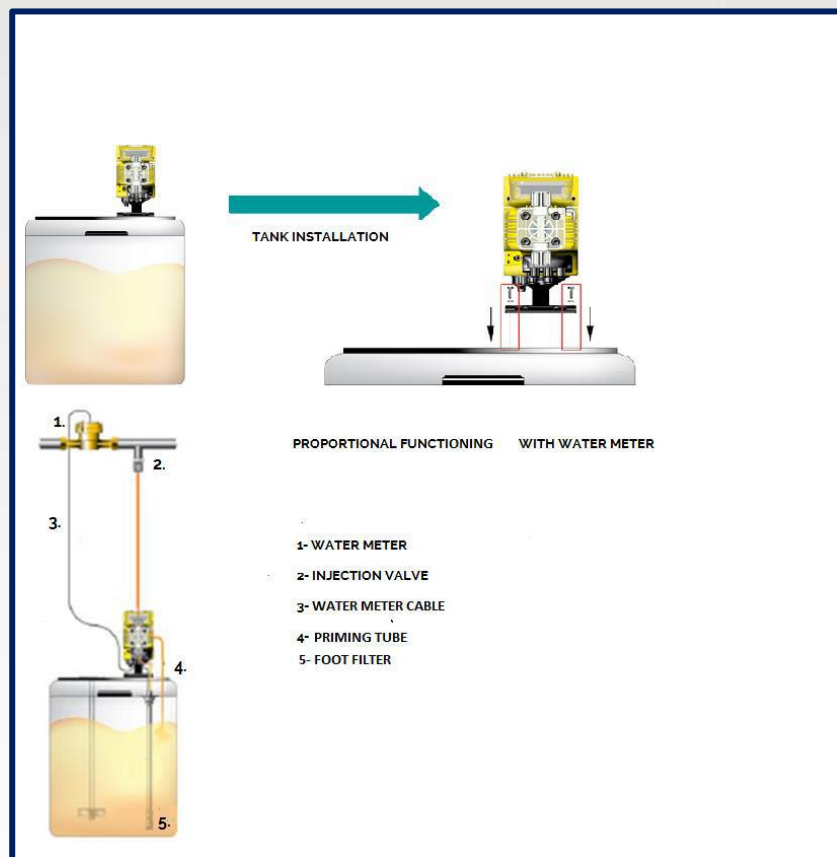 TANK INSTALLATION
PROPORTIONAL FUNCTIONING WITH WATER METER
1.
2.
3.
4.
5.
1- WATER METER
2- INJECTION VALVE
3- WATER METER CABLE
4- PRIMING TUBE
5- FOOT FILTER